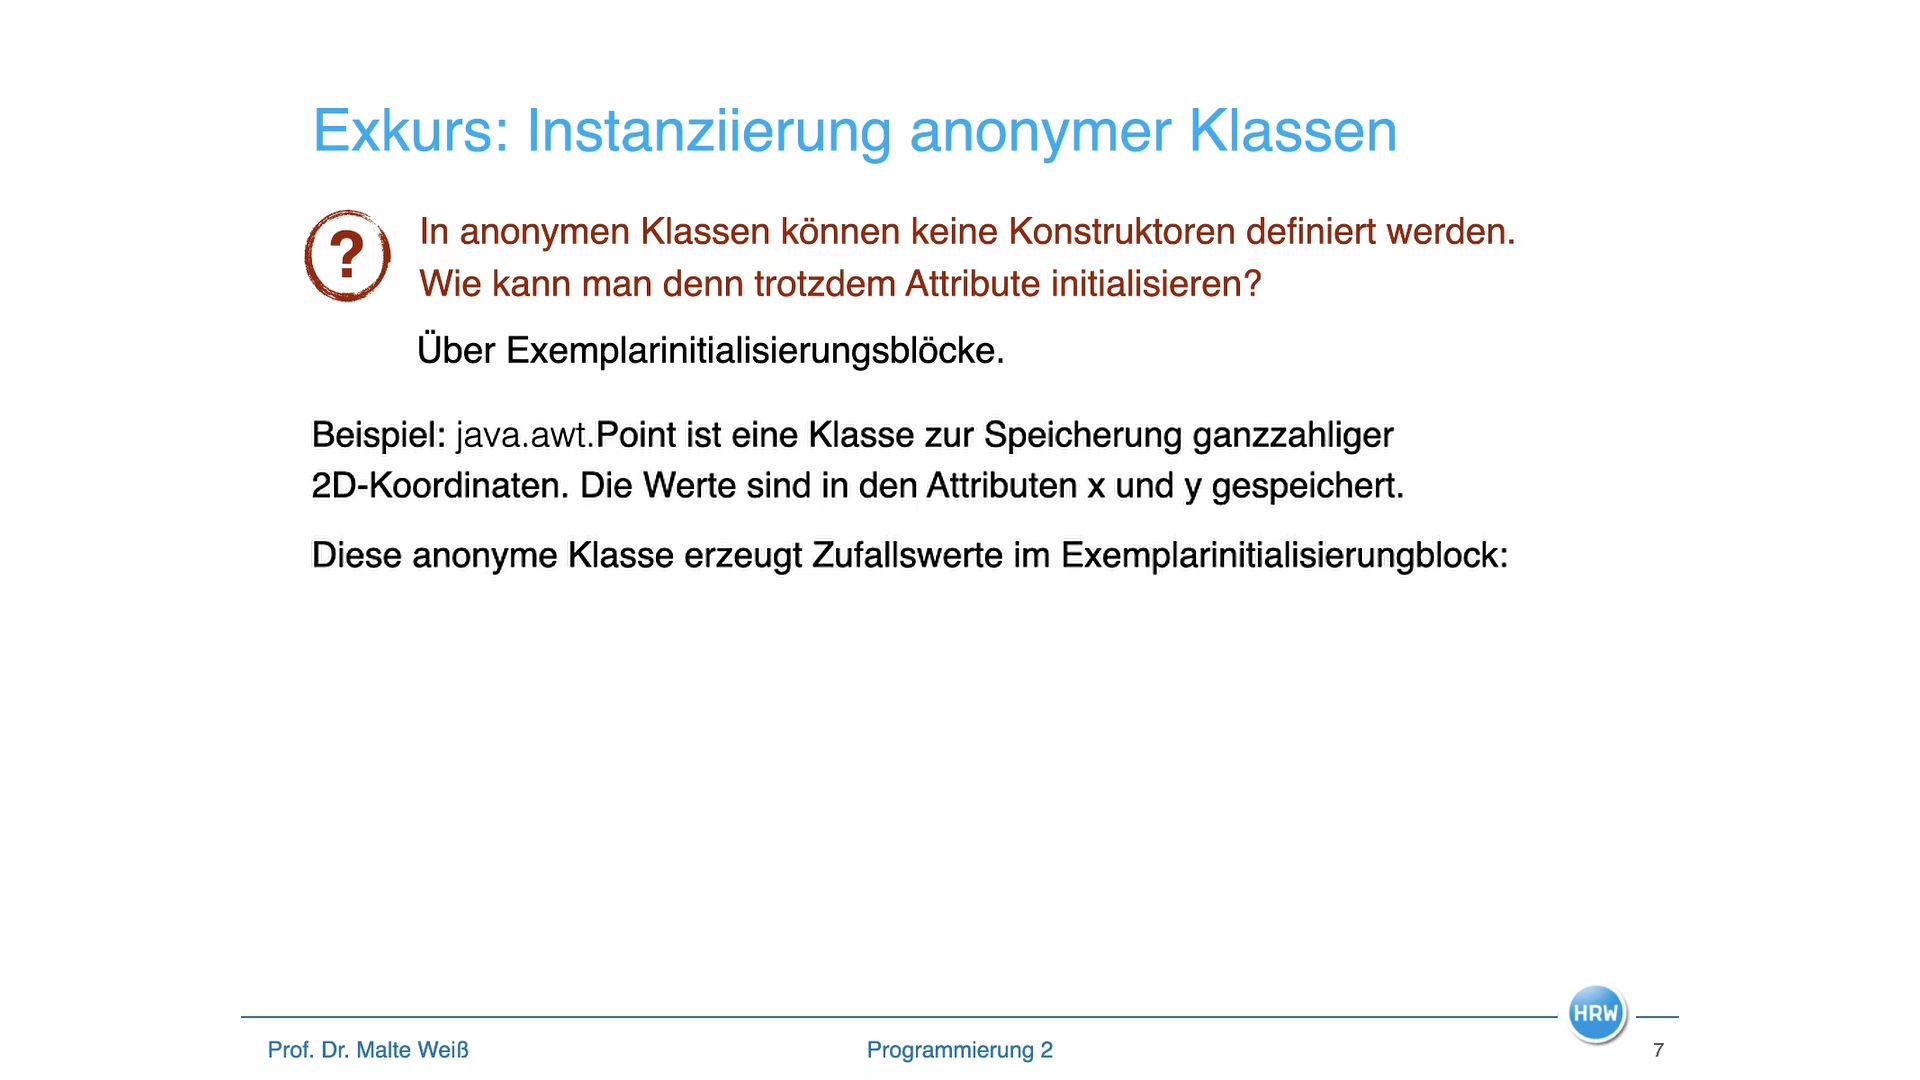 Exkurs: Instanziierung anonymer Klassen
?
In anonymen Klassen können keine Konstruktoren definiert werden.
Wie kann man denn trotzdem Attribute initialisieren?
Über Exemplarinitialisierungsblöcke.
Beispiel: java.awt.Point ist eine Klasse zur Speicherung ganzzahliger
2D-Koordinaten. Die Werte sind in den Attributen x und y gespeichert.
Diese anonyme Klasse erzeugt Zufallswerte im Exemplarinitialisierungblock:
HRW
Prof. Dr. Malte Weiß
Programmierung 2
7